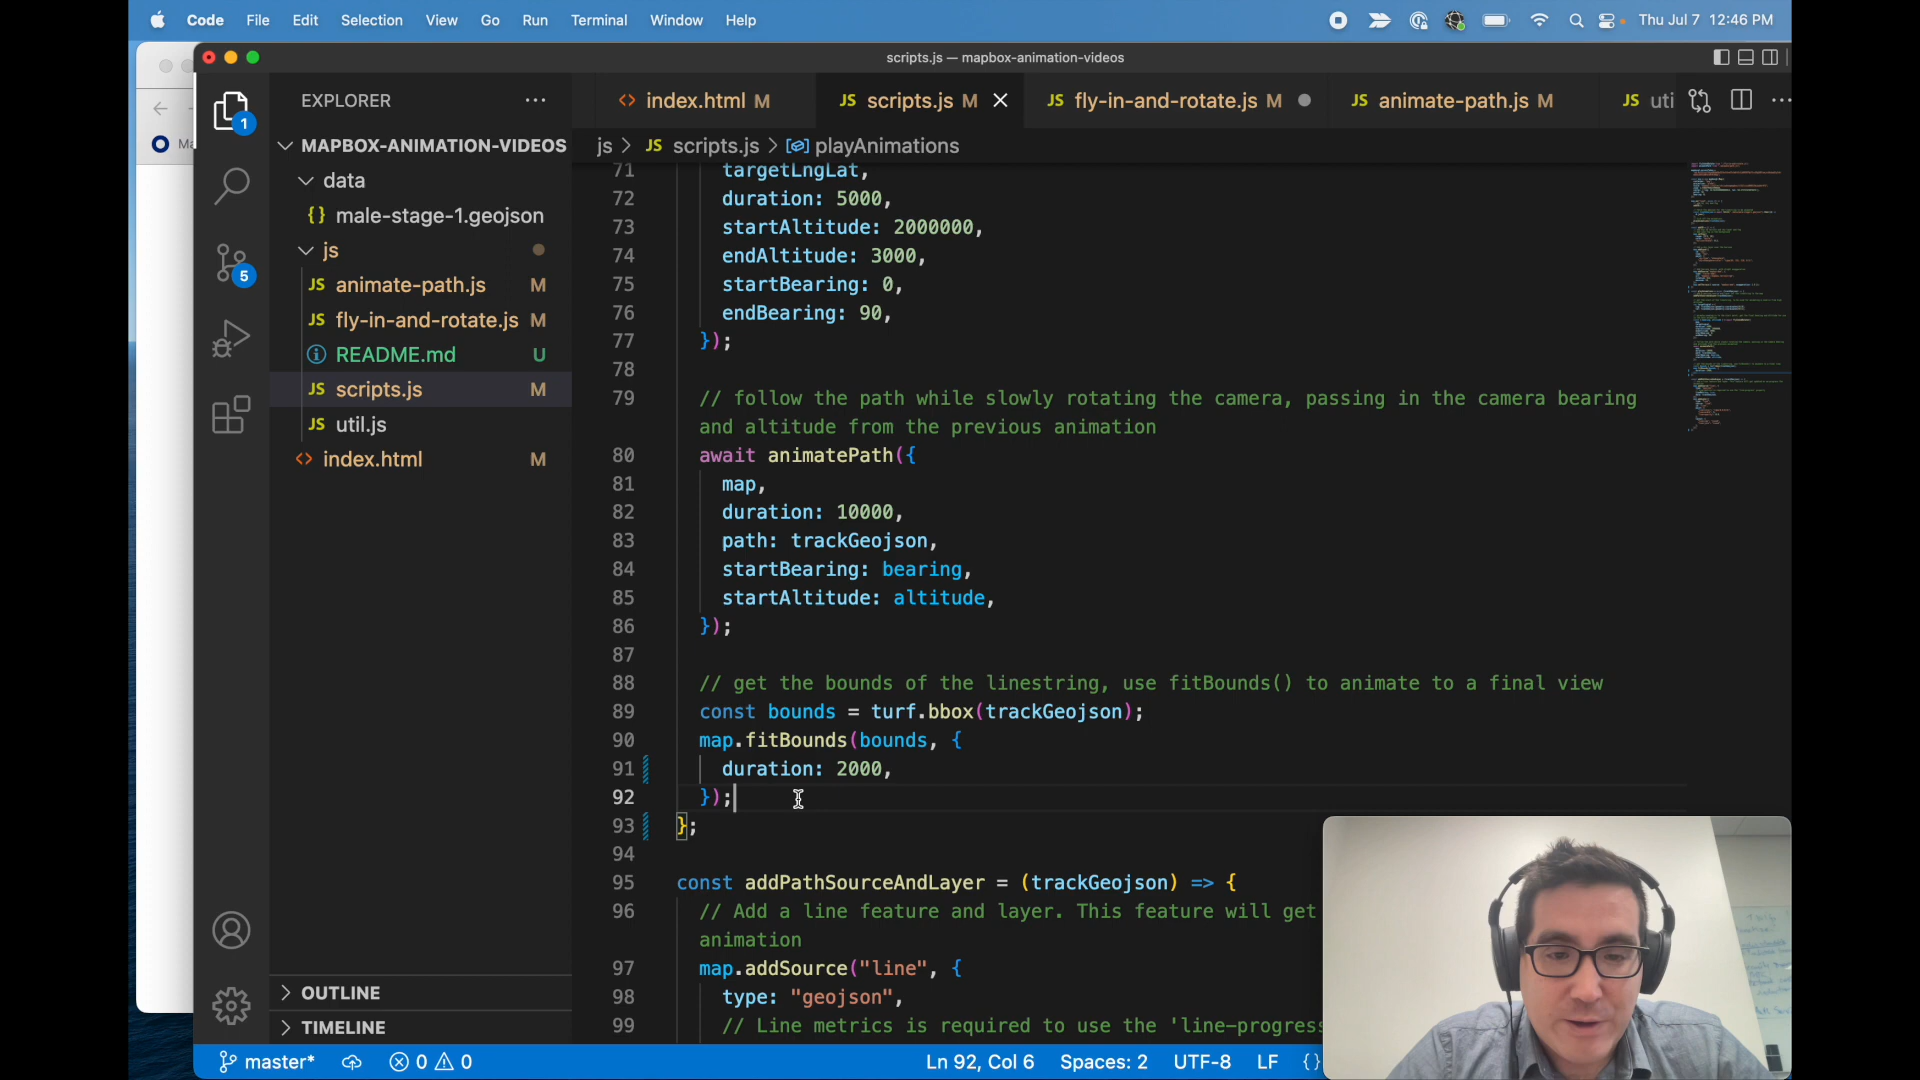 Code File Edit Selection View Go Run Terminal Window Help
Thu Jul 7 12:46 PM
scripts.js — mapbox-animation-videos
EXPLORER
MAPBOX-ANIMATION-VIDEOS
data
{} male-stage-1.geojson
js
JS animate-path.js M
JS fly-in-and-rotate.js M
README.md U
JS scripts.js M
JS util.js
<> index.html M
OUTLINE
TIMELINE
1
5
<> index.html M
JS scripts.js M
JS fly-in-and-rotate.js M
JS animate-path.js M
JS uti
js > JS scripts.js > playAnimations
71 targetLngLat,
72 duration: 5000,
73 startAltitude: 2000000,
74 endAltitude: 3000,
75 startBearing: 0,
76 endBearing: 90,
77 });
78
79 // follow the path while slowly rotating the camera, passing in the camera bearing
and altitude from the previous animation
80 await animatePath({
81 map,
82 duration: 10000,
83 path: trackGeojson,
84 startBearing: bearing,
85 startAltitude: altitude,
86 });
87
88 // get the bounds of the linestring, use fitBounds() to animate to a final view
89 const bounds = turf.bbox(trackGeojson);
90 map.fitBounds(bounds, {
91 duration: 2000,
92 });
93 };
94
95 const addPathSourceAndLayer = (trackGeojson) => {
96 // Add a line feature and layer. This feature will get
animation
97 map.addSource("line", {
98 type: "geojson",
99 // Line metrics is required to use the 'line-progress
master* 0 0 Ln 92, Col 6 Spaces: 2 UTF-8 LF {}